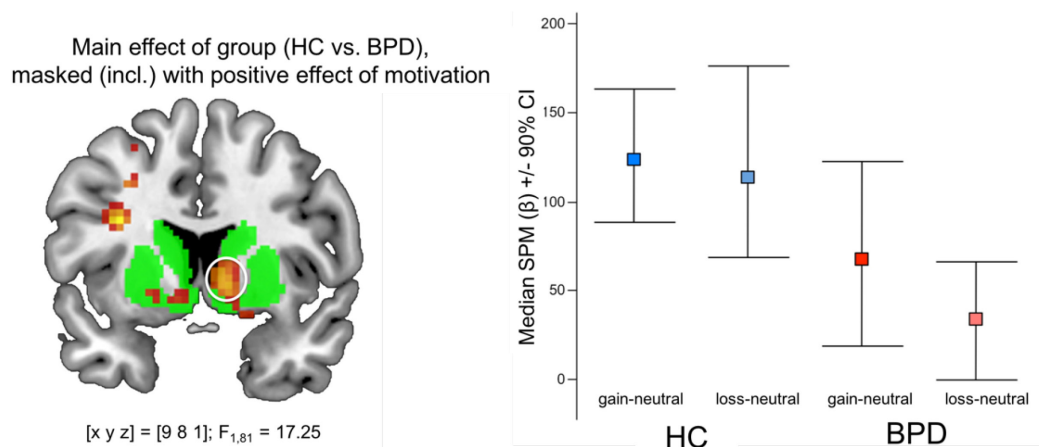 Main effect of group (HC vs. BPD),
masked (incl.) with positive effect of motivation
[x y z] = [9 8 1]; F1,81 = 17.25
Median SPM (β) +/- 90% CI
200
150
100
50
0
gain-neutral loss-neutral gain-neutral loss-neutral
HC BPD